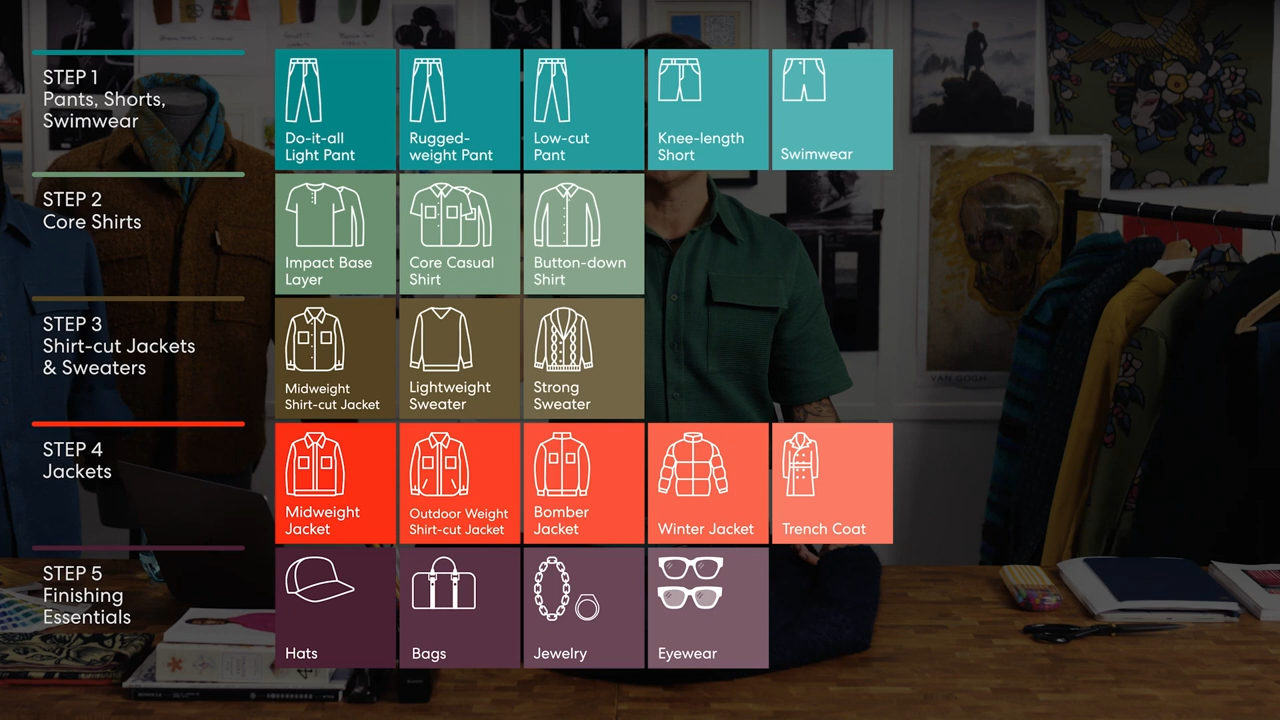 STEP 1
Pants, Shorts,
Swimwear
Do-it-all
Light Pant
Rugged-
weight Pant
Low-cut
Pant
Knee-length
Short
Swimwear
STEP 2
Core Shirts
Impact Base
Layer
Core Casual
Shirt
Button-down
Shirt
STEP 3
Shirt-cut Jackets
& Sweaters
Midweight
Shirt-cut Jacket
Lightweight
Sweater
Strong
Sweater
STEP 4
Jackets
Midweight
Jacket
Outdoor Weight
Shirt-cut Jacket
Bomber
Jacket
Winter Jacket
Trench Coat
STEP 5
Finishing
Essentials
Hats
Bags
Jewelry
Eyewear
VAN GOGH